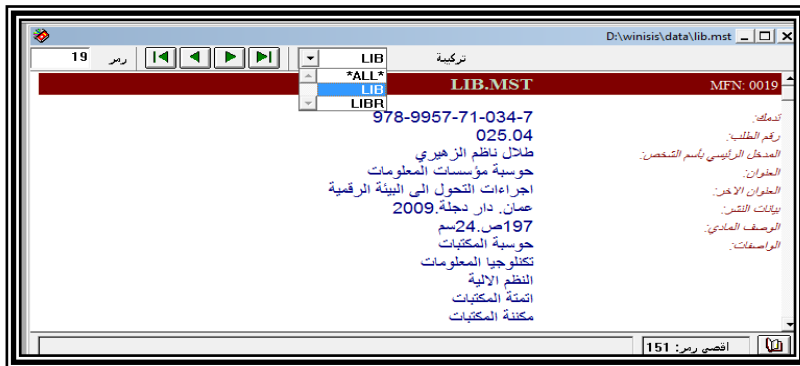 D:\winisis\data\lib.mst
تركيبة LIB رمر 19
*ALL*
LIB
LIBR
LIB.MST MFN: 0019
تدمك: 978-9957-71-034-7
رقم الطلب: 025.04
المدخل الرئيسي بأسم الشخص: طلال ناظم الزهيري
العنوان: حوسبة مؤسسات المعلومات
العنوان الاخر: اجراءات التحول الى البيئة الرقمية
بيانات النشر: عمان. دار دجلة.2009
الوصف المادي: 197ص.24سم
الواصفات: حوسبة المكتبات
تكنلوجيا المعلومات
النظم الالية
اتمتة المكتبات
مكننة المكتبات
اقصى رمر: 151